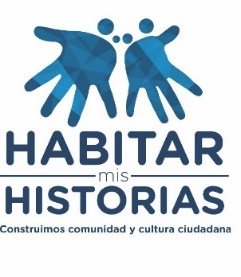 HABITAR
mis
HISTORIAS
Construimos comunidad y cultura ciudadana